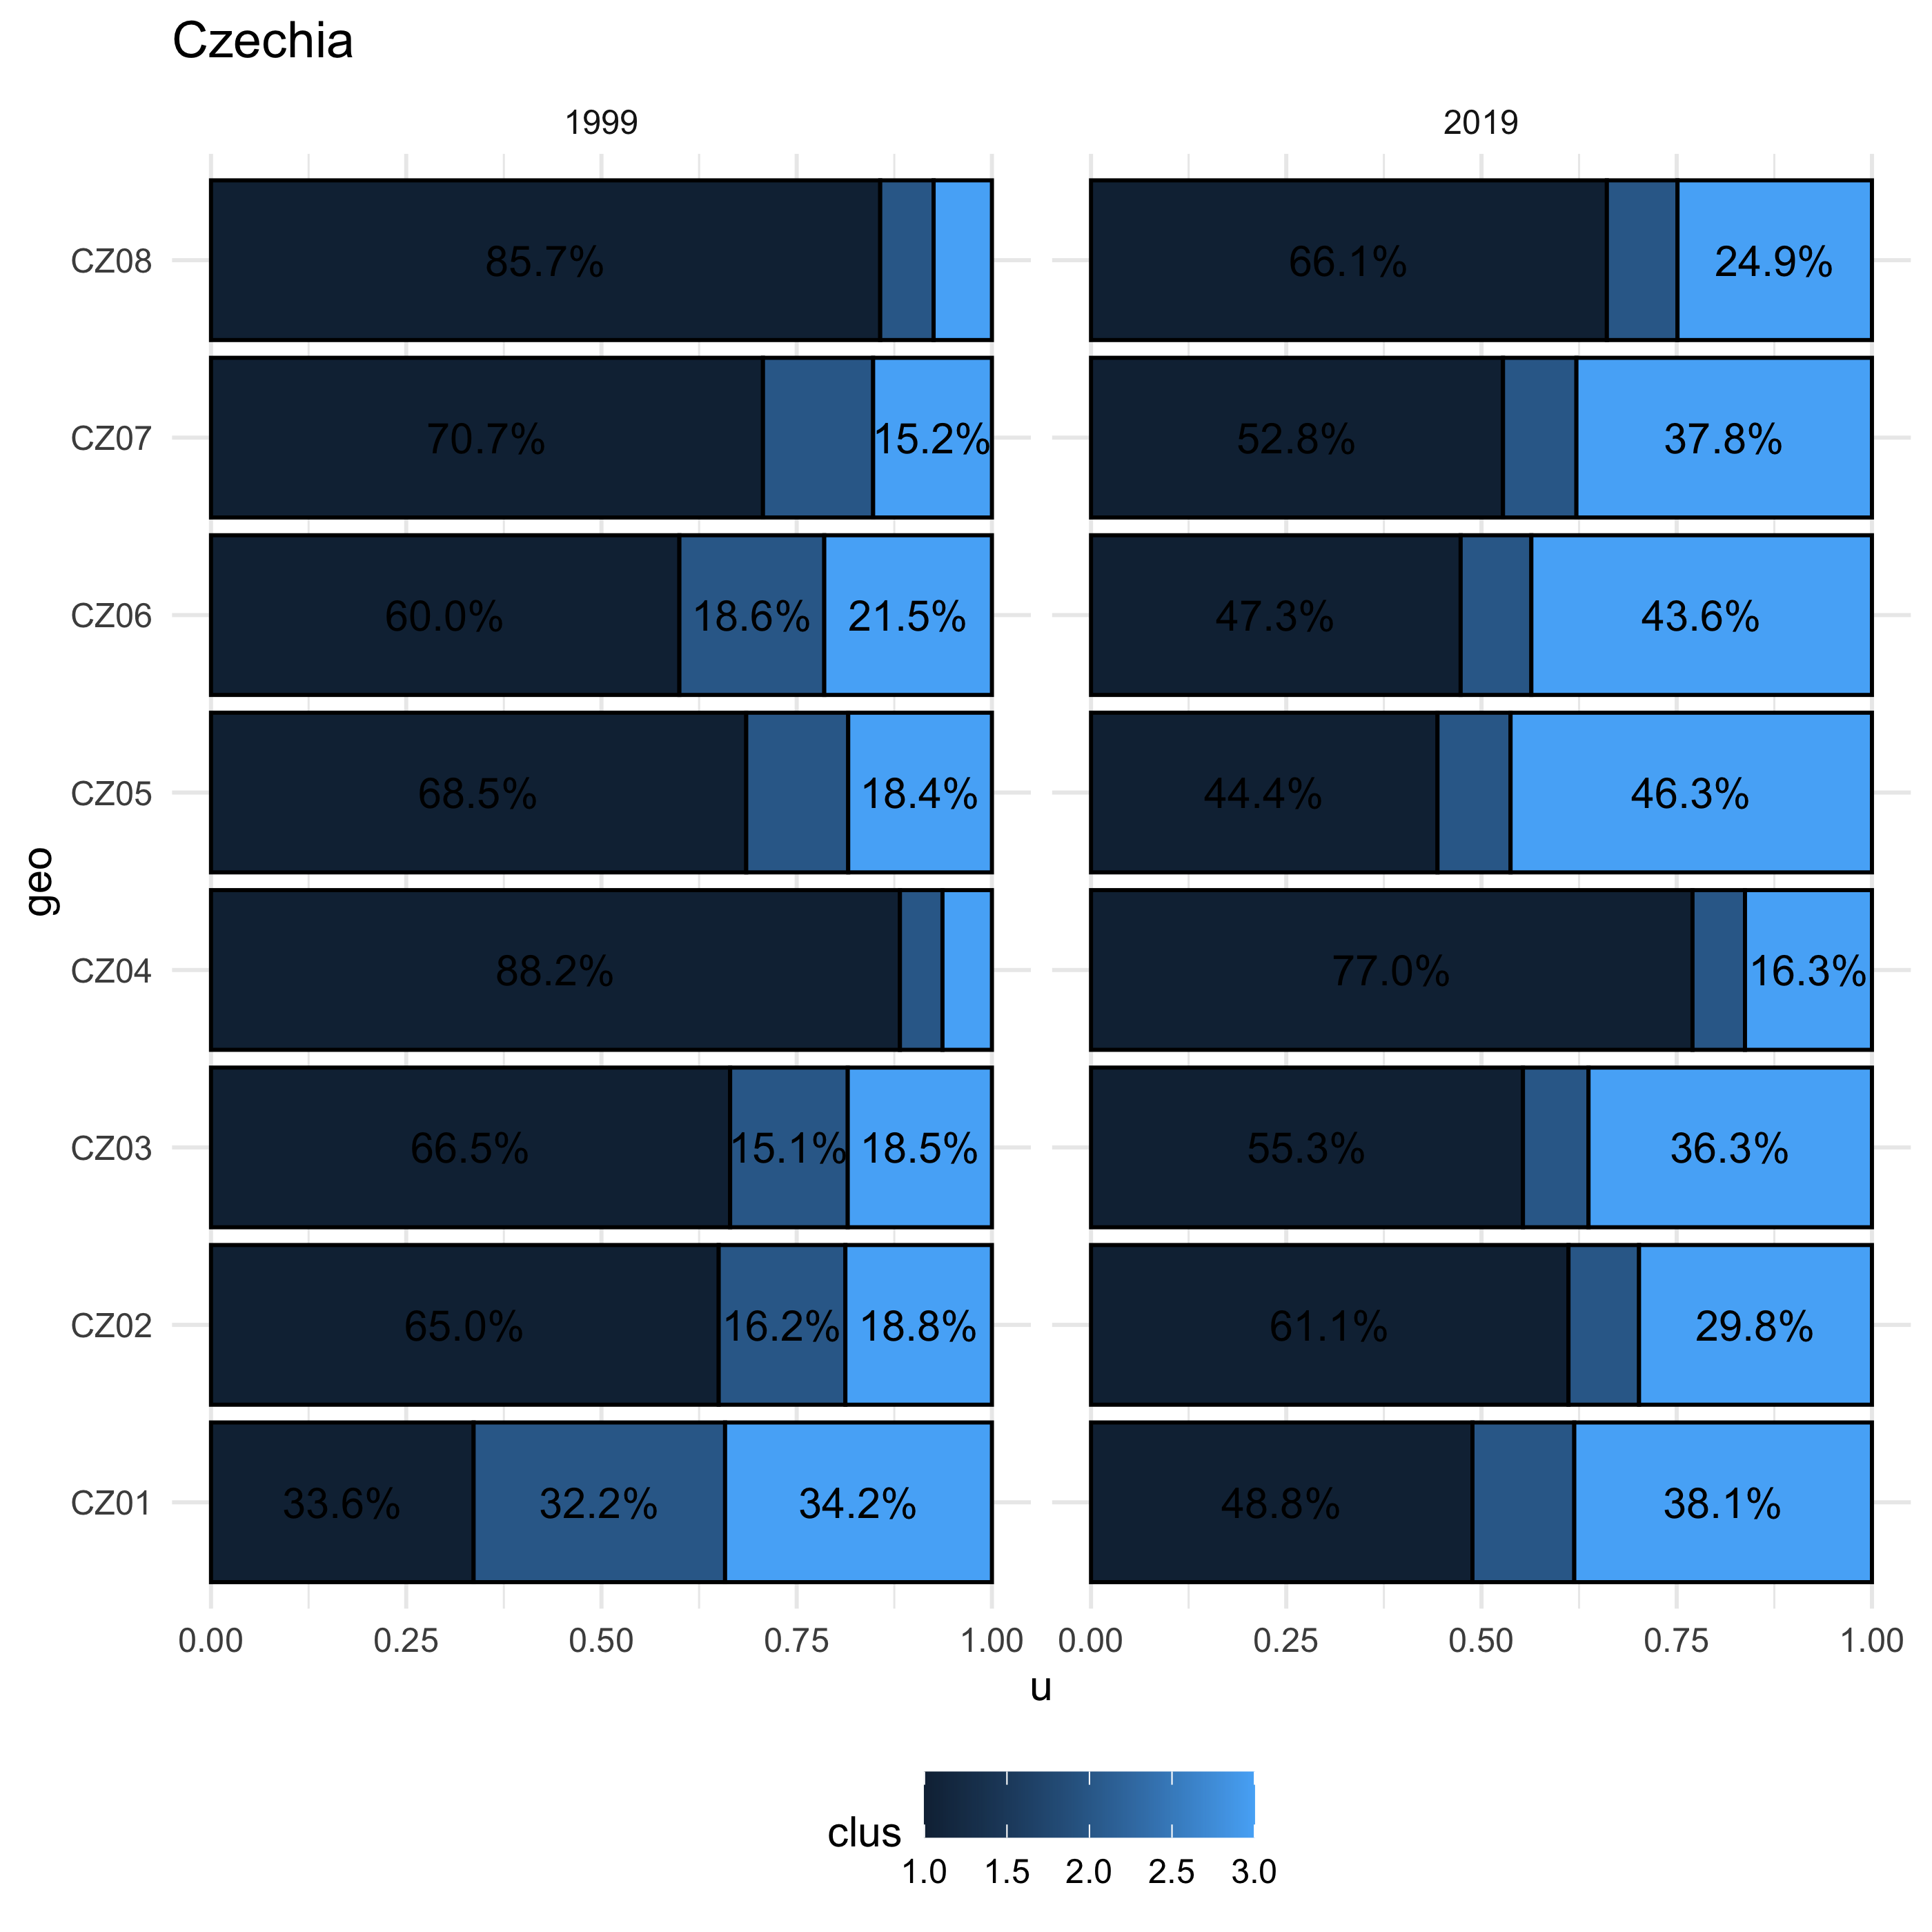 Czechia
1999 2019
CZ08 85.7% 66.1% 24.9%
CZ07 70.7% 15.2% 52.8% 37.8%
CZ06 60.0% 18.6% 21.5% 47.3% 43.6%
CZ05 68.5% 18.4% 44.4% 46.3%
geo
CZ04 88.2% 77.0% 16.3%
CZ03 66.5% 15.1% 18.5% 55.3% 36.3%
CZ02 65.0% 16.2% 18.8% 61.1% 29.8%
CZ01 33.6% 32.2% 34.2% 48.8% 38.1%
0.00 0.25 0.50 0.75 1.00 0.00 0.25 0.50 0.75 1.00
u
clus
1.0 1.5 2.0 2.5 3.0